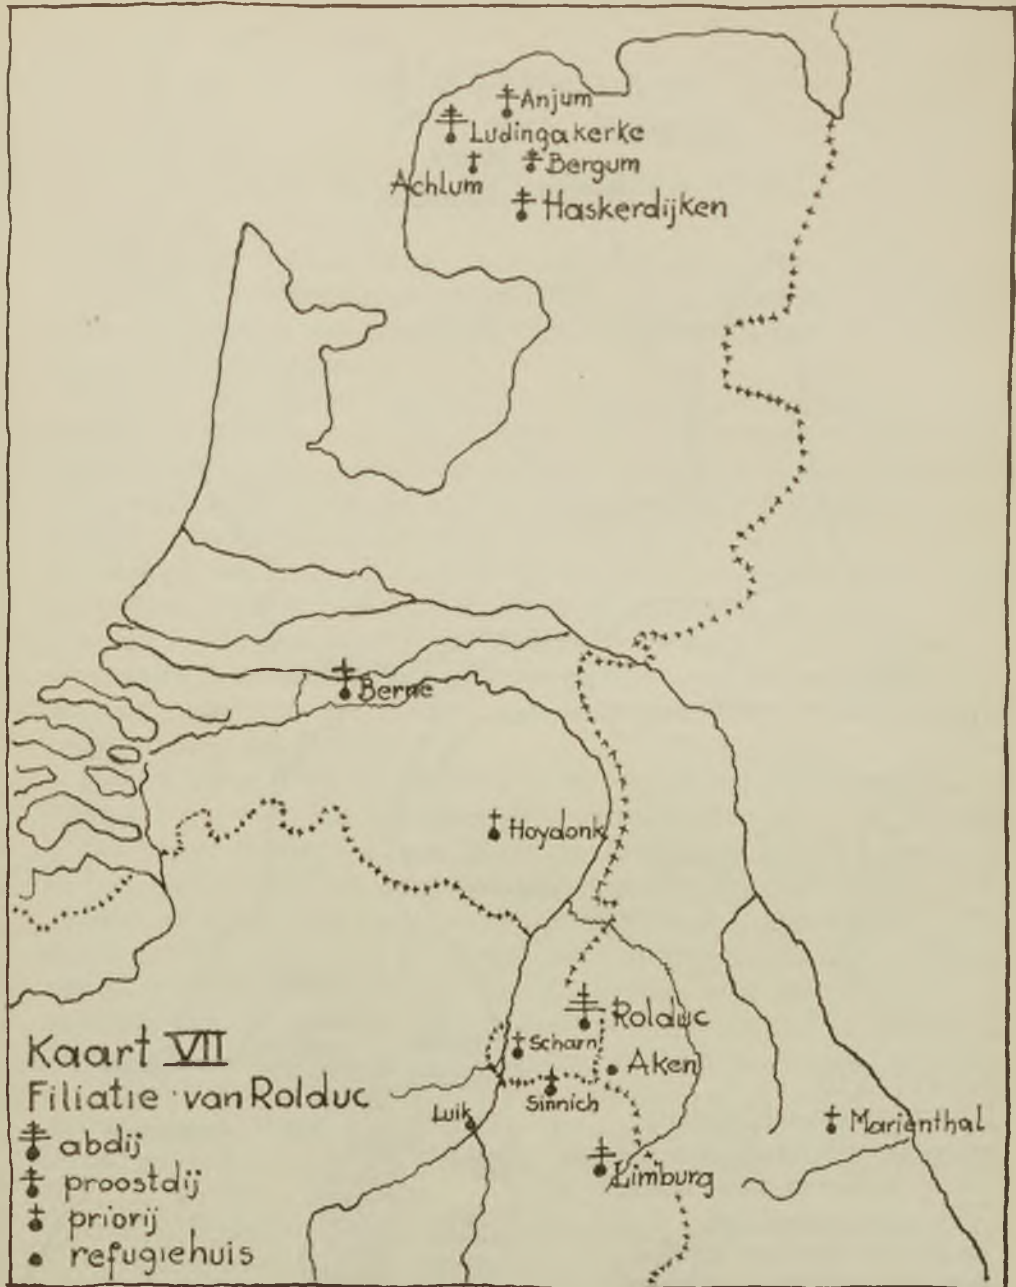 Anjum
Ludingakerke
Achlum
Bergum
Haskerdijken
Berne
Hoydonk
Rolduc
Scharn
Aken
Sinnich
Luik
Mariënthal
Limburg
Kaart VII
Filiatie van Rolduc
abdij
proostdij
priorij
refugiehuis